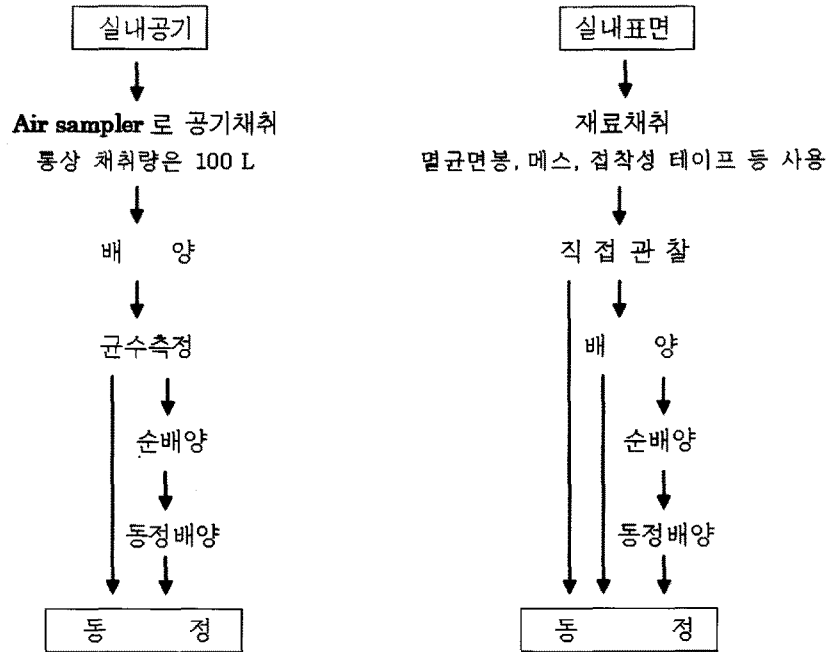 실내공기
Air sampler 로 공기채취
통상 채취량은 100 L
배 양
균수측정
순배양
동정배양
동 정
실내표면
재료채취
멸균면봉, 메스, 접착성 테이프 등 사용
직 접 관 찰
배 양
순배양
동정배양
동 정